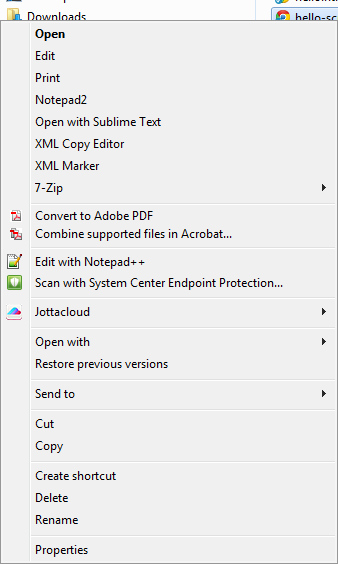 Downloads
hello-sc
Open
Edit
Print
Notepad2
Open with Sublime Text
XML Copy Editor
XML Marker
7-Zip
Convert to Adobe PDF
Combine supported files in Acrobat...
Edit with Notepad++
Scan with System Center Endpoint Protection...
Jottacloud
Open with
Restore previous versions
Send to
Cut
Copy
Create shortcut
Delete
Rename
Properties